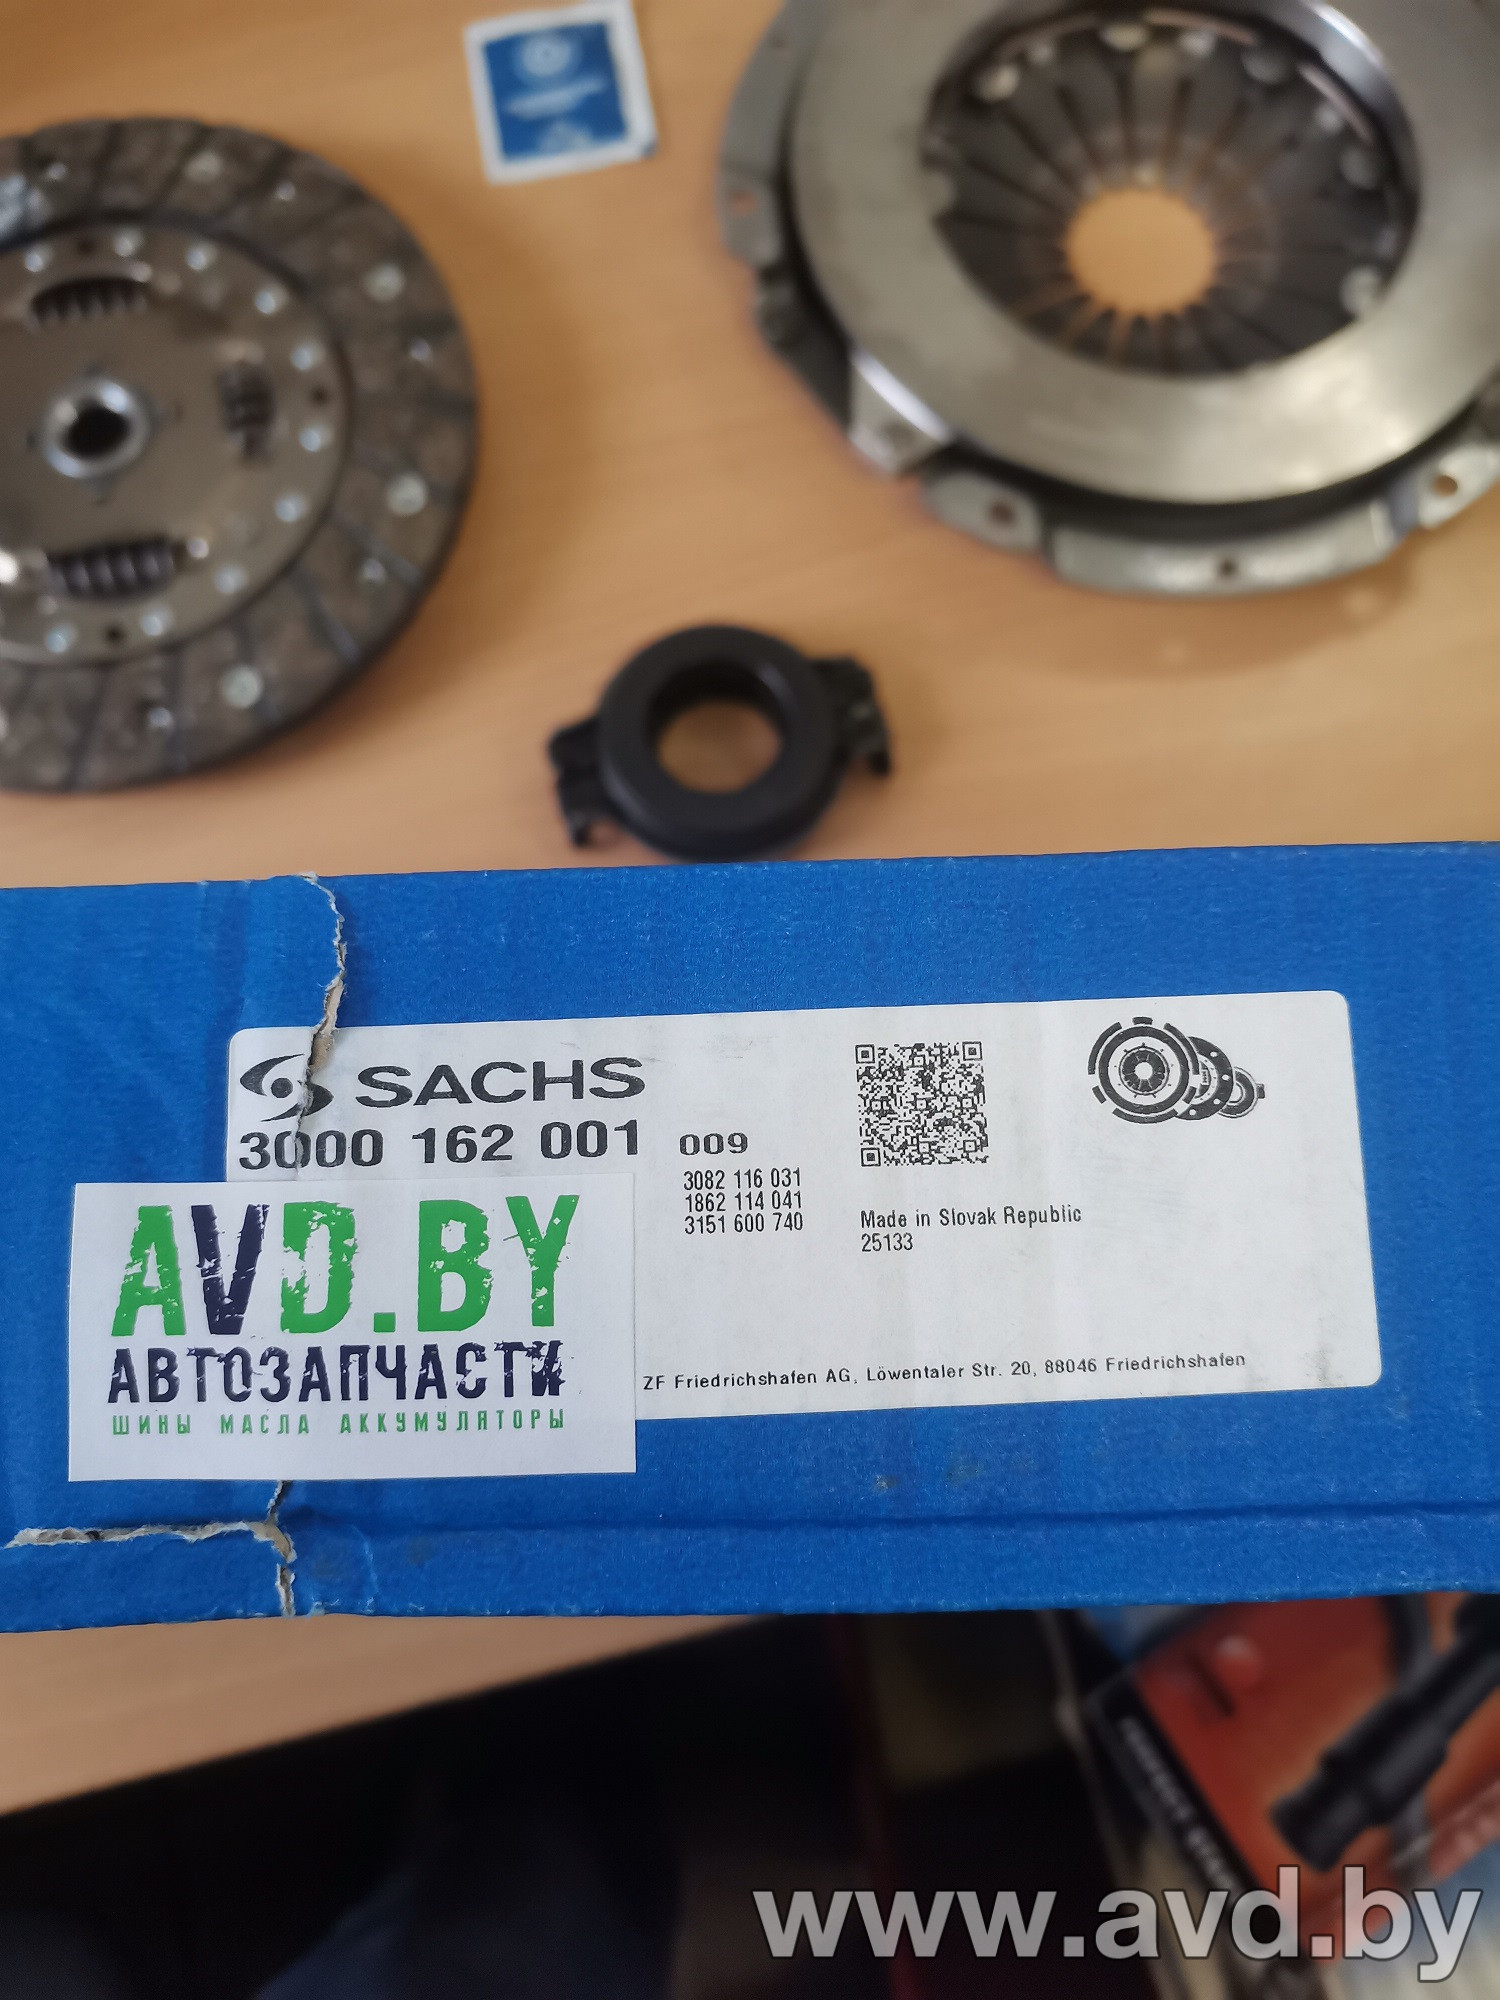 SACHS
3000 162 001 009
3082 116 031
1862 114 041
3151 600 740
Made in Slovak Republic
25133
AVD.BY
АВТОЗАПЧАСТИ
ШИНЫ МАСЛА АККУМУЛЯТОРЫ
ZF Friedrichshafen AG, Löwentaler Str. 20, 88046 Friedrichshafen
www.avd.by